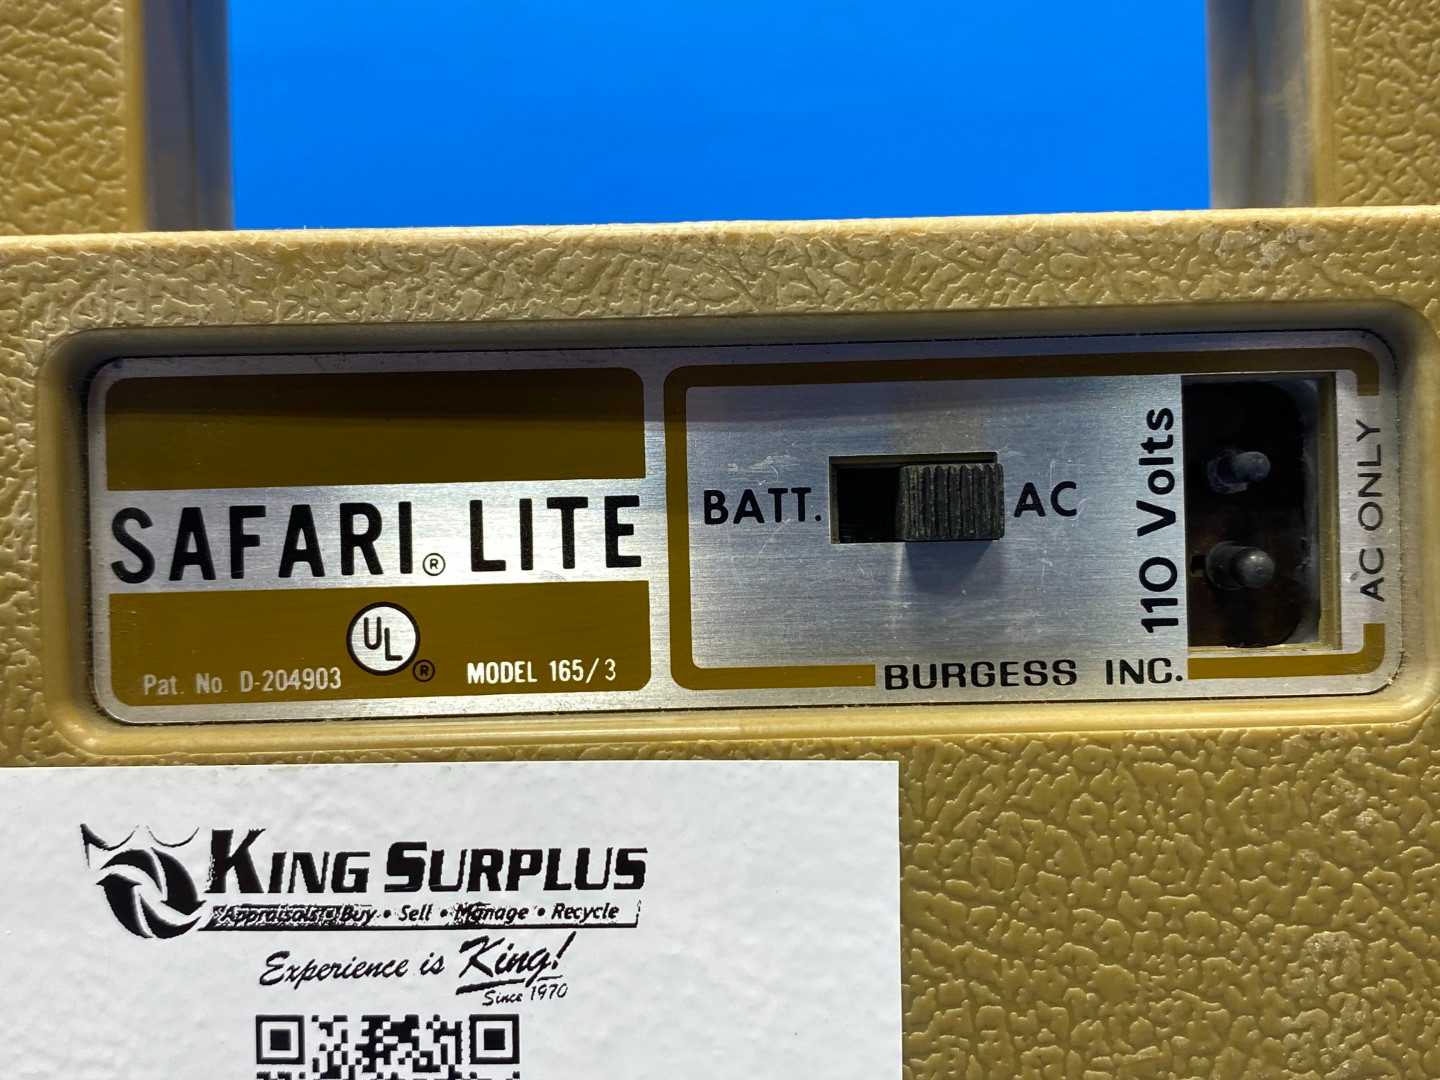 SAFARI® LITE
UL®
Pat. No. D-204903
MODEL 165/3
BATT.
AC
110 Volts
AC ONLY
BURGESS INC.
KING SURPLUS
Appraisals • Buy • Sell • Manage • Recycle
Experience is King!
Since 1970